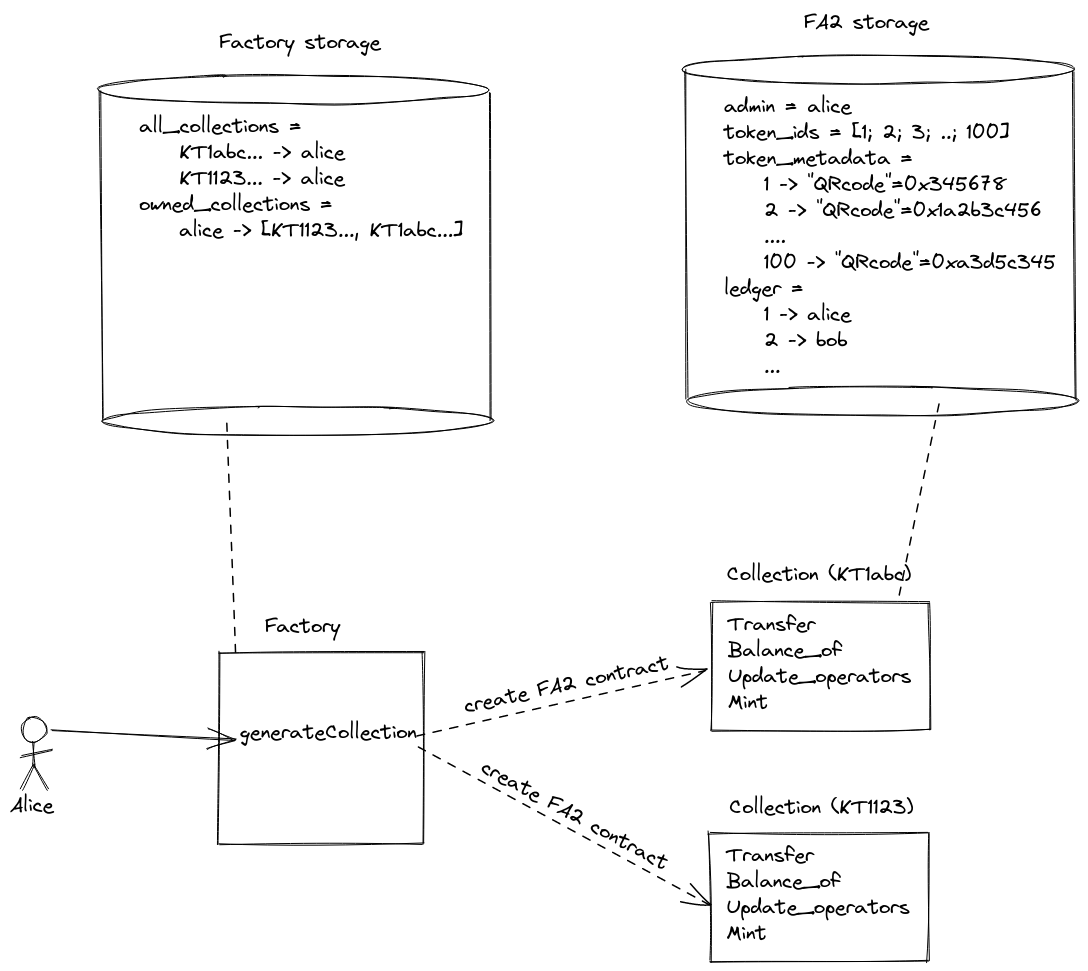 Factory storage
all_collections =
KT1abc... -> alice
KT1123... -> alice
owned_collections =
alice -> [KT1123..., KT1abc...]
FA2 storage
admin = alice
token_ids = [1; 2; 3; ..; 100]
token_metadata =
1 -> "QRcode"=0x345678
2 -> "QRcode"=0x1a2b3c456
....
100 -> "QRcode"=0xa3d5c345
ledger =
1 -> alice
2 -> bob
...
Factory
generateCollection
Alice
create FA2 contract
create FA2 contract
Collection (KT1abc)
Transfer
Balance_of
Update_operators
Mint
Collection (KT1123)
Transfer
Balance_of
Update_operators
Mint